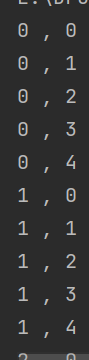 0 , 0
0 , 1
0 , 2
0 , 3
0 , 4
1 , 0
1 , 1
1 , 2
1 , 3
1 , 4